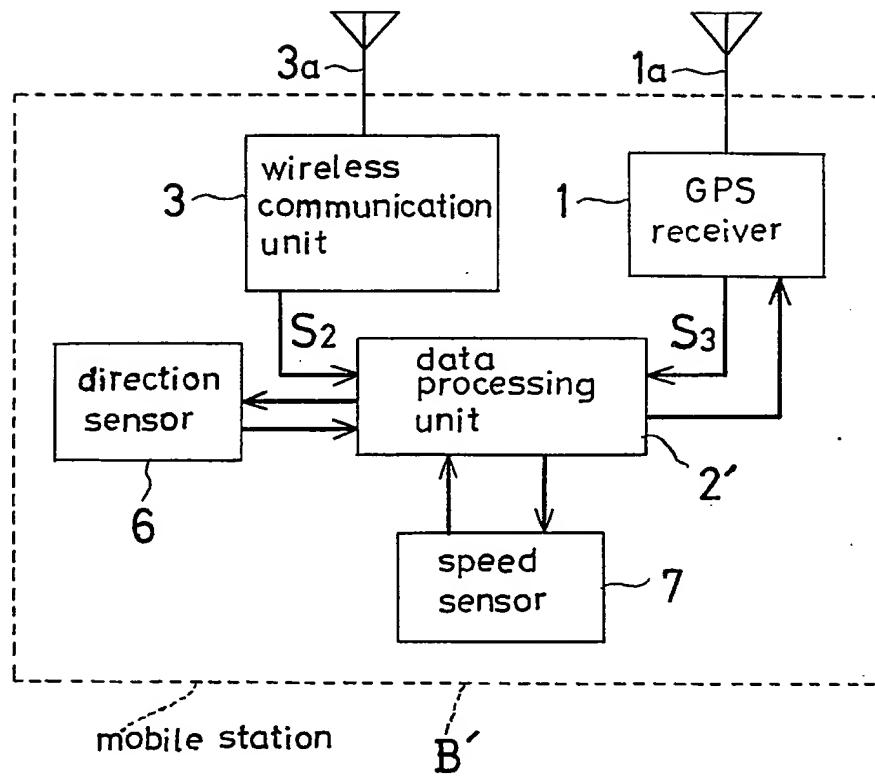 3a
1a
wireless
communication
unit
3
GPS
receiver
1
S2
S3
direction
sensor
6
data
processing
unit
2′
speed
sensor
7
mobile station
B′